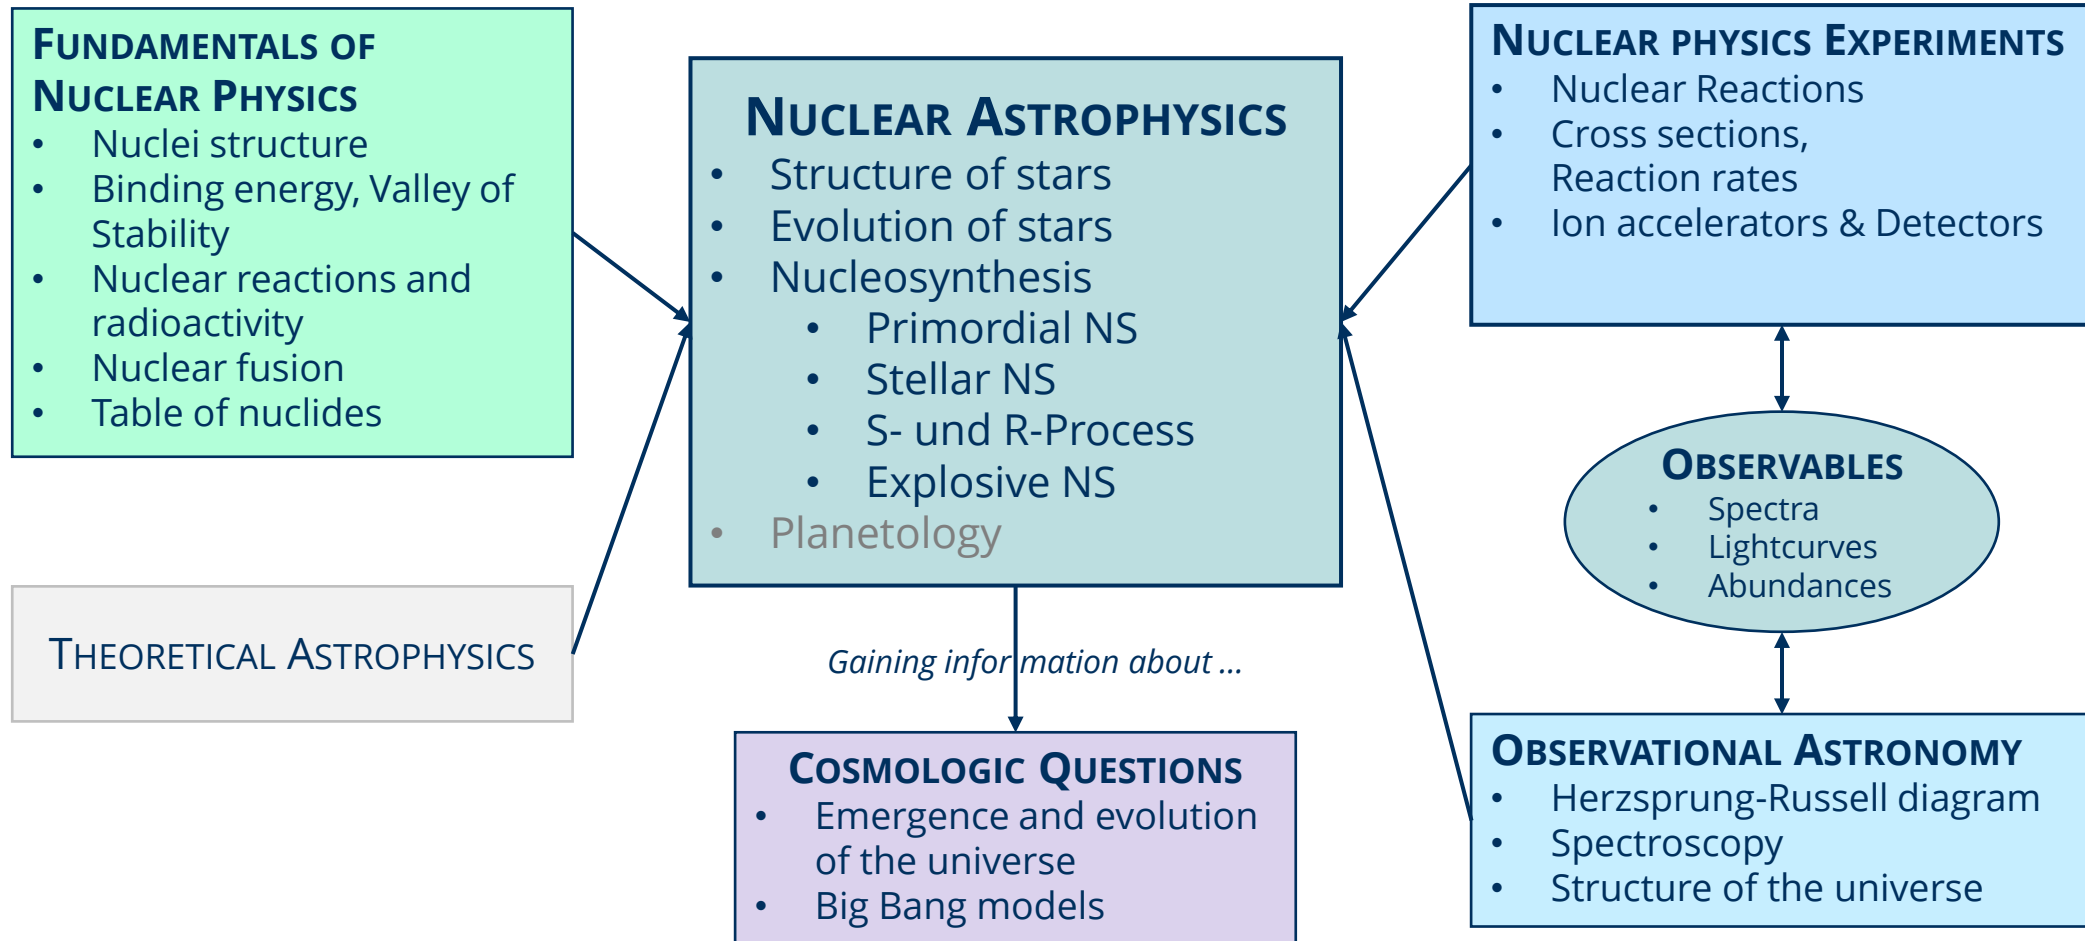 FUNDAMENTALS OF
NUCLEAR PHYSICS
• Nuclei structure
• Binding energy, Valley of
Stability
• Nuclear reactions and
radioactivity
• Nuclear fusion
• Table of nuclides
THEORETICAL ASTROPHYSICS
NUCLEAR ASTROPHYSICS
• Structure of stars
• Evolution of stars
• Nucleosynthesis
• Primordial NS
• Stellar NS
• S- und R-Process
• Explosive NS
• Planetology
Gaining information about ...
COSMOLOGIC QUESTIONS
• Emergence and evolution
of the universe
• Big Bang models
NUCLEAR PHYSICS EXPERIMENTS
• Nuclear Reactions
• Cross sections,
Reaction rates
• Ion accelerators & Detectors
OBSERVABLES
• Spectra
• Lightcurves
• Abundances
OBSERVATIONAL ASTRONOMY
• Herzsprung-Russell diagram
• Spectroscopy
• Structure of the universe